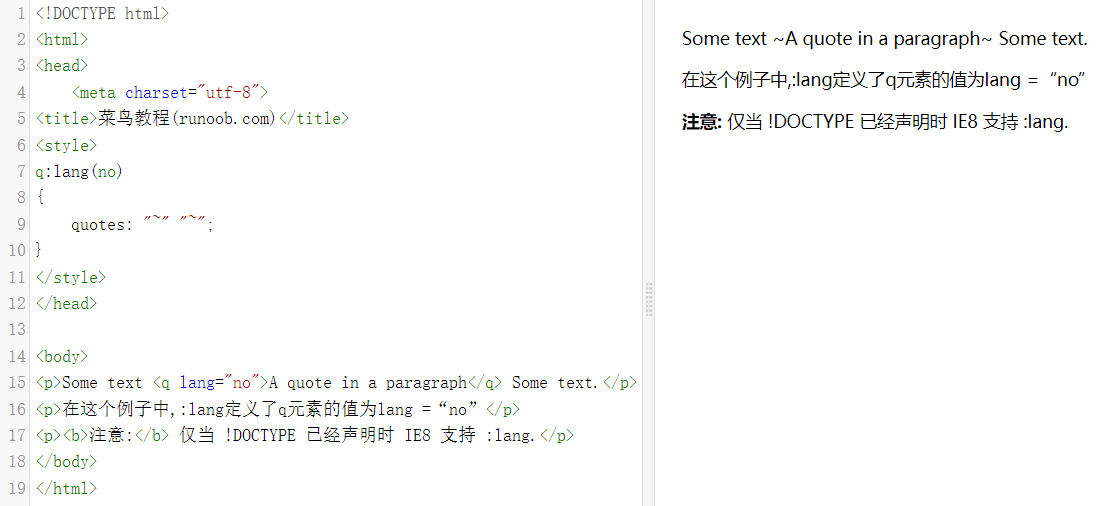 1 <!DOCTYPE html>
2 <html>
3 <head>
4     <meta charset="utf-8">
5 <title>菜鸟教程(runoob.com)</title>
6 <style>
7 q:lang(no)
8 {
9     quotes: "~" "~";
10 }
11 </style>
12 </head>
13
14 <body>
15 <p>Some text <q lang="no">A quote in a paragraph</q> Some text.</p>
16 <p>在这个例子中,:lang定义了q元素的值为lang =“no”</p>
17 <p><b>注意:</b> 仅当 !DOCTYPE 已经声明时 IE8 支持 :lang.</p>
18 </body>
19 </html>
Some text ~A quote in a paragraph~ Some text.
在这个例子中,:lang定义了q元素的值为lang =“no”
注意: 仅当 !DOCTYPE 已经声明时 IE8 支持 :lang.